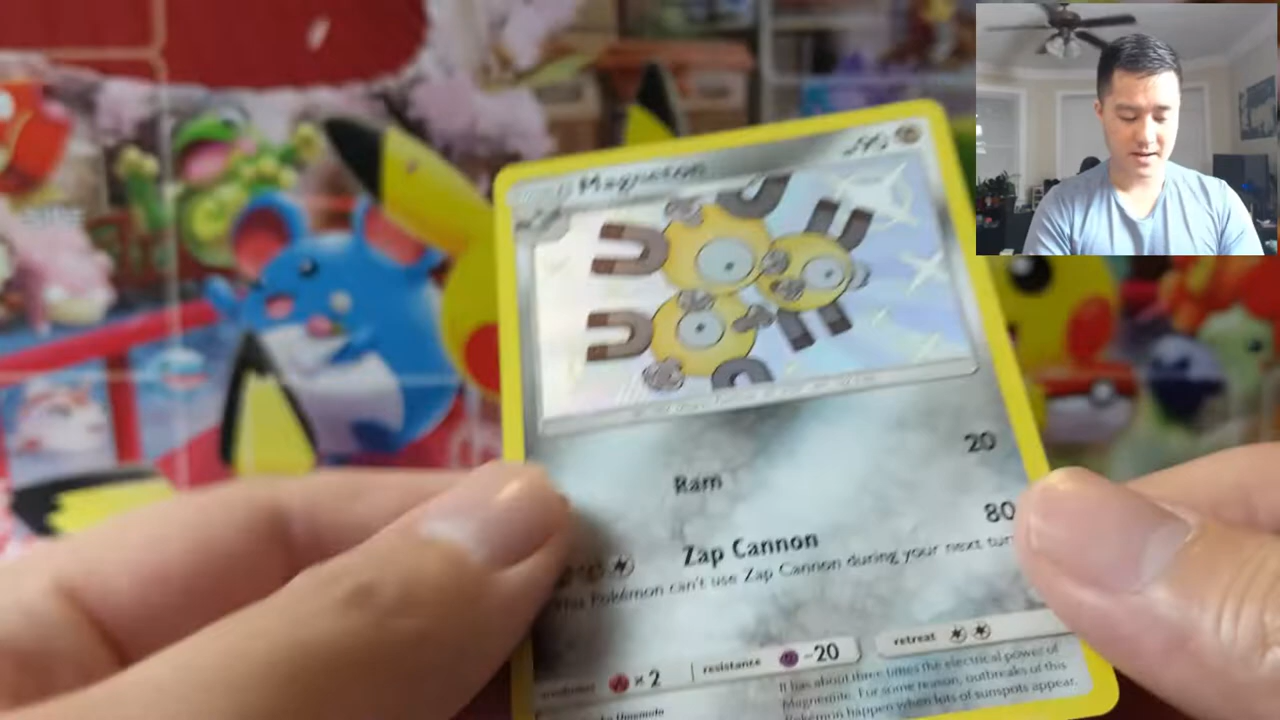 Magneton
20
Ram
80
Zap Cannon
This Pokémon can't use Zap Cannon during your next turn
× 2
resistance
-20
retreat
It has about three times the electrical power of
Magnemite. For some reason, outbreaks of this
Pokémon happen when lots of sunspots appear.
Umemoto